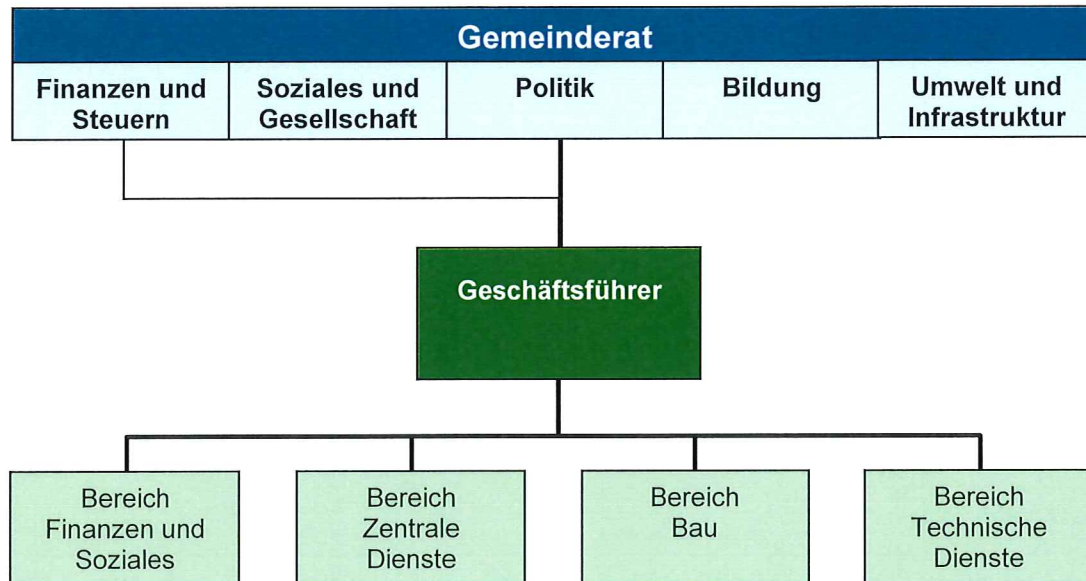 Gemeinderat
Finanzen und
Steuern
Soziales und
Gesellschaft
Politik
Bildung
Umwelt und
Infrastruktur
Geschäftsführer
Bereich
Finanzen und
Soziales
Bereich
Zentrale
Dienste
Bereich
Bau
Bereich
Technische
Dienste